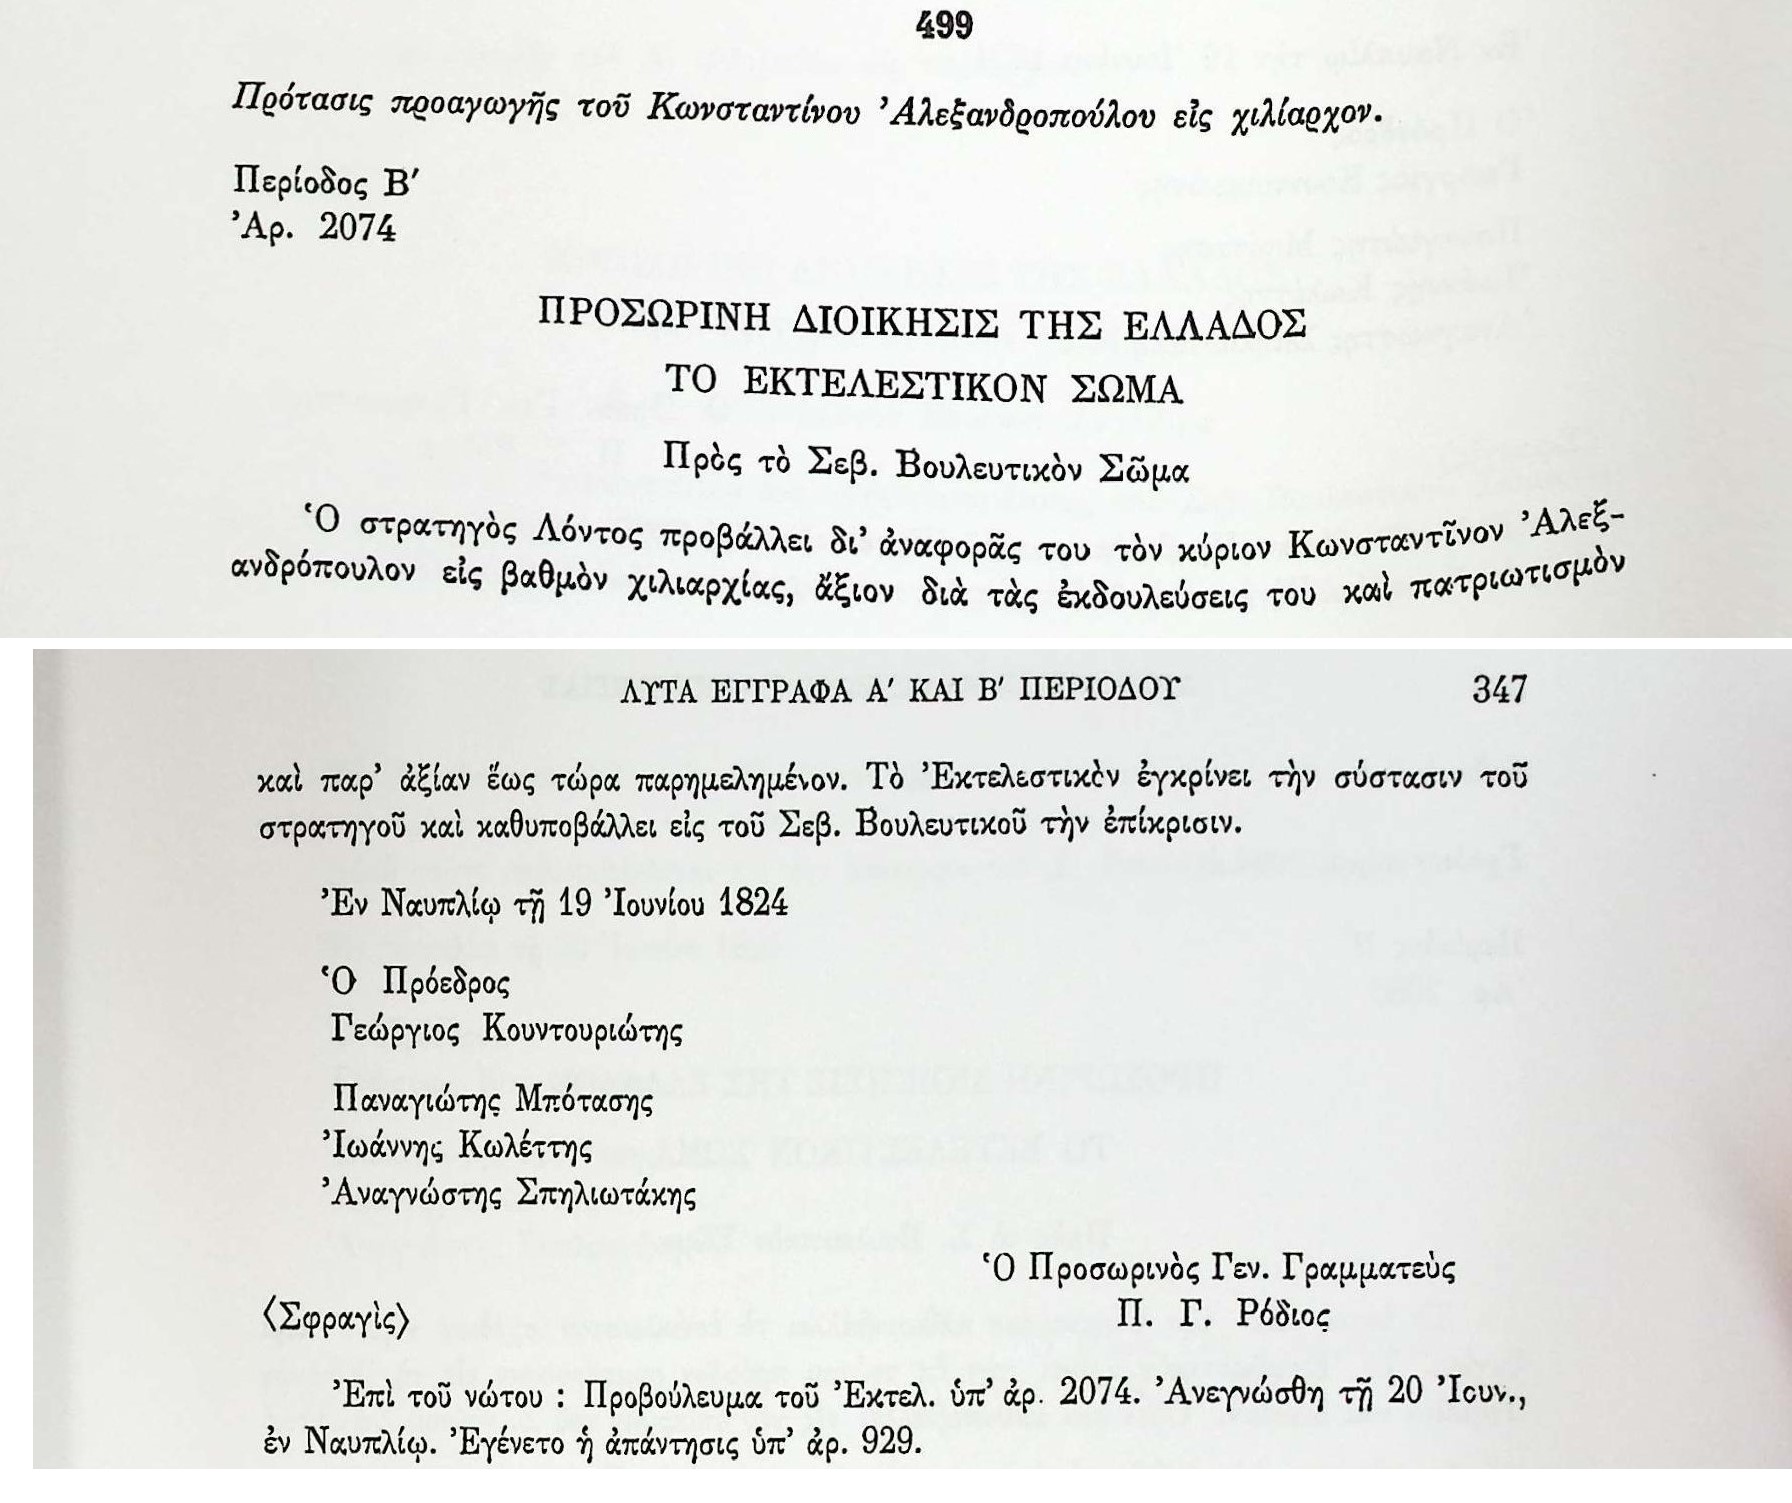 499
Πρότασις προαγωγῆς τοῦ Κωνσταντίνου Ἀλεξανδροπούλου εἰς χιλίαρχον.
Περίοδος Β′
Ἀρ. 2074
ΠΡΟΣΩΡΙΝΗ ΔΙΟΙΚΗΣΙΣ ΤΗΣ ΕΛΛΑΔΟΣ
ΤΟ ΕΚΤΕΛΕΣΤΙΚΟΝ ΣΩΜΑ
Πρὸς τὸ Σεβ. Βουλευτικὸν Σῶμα
Ὁ στρατηγὸς Λόντος προβάλλει δι’ ἀναφορᾶς του τὸν κύριον Κωνσταντῖνον Ἀλεξ-
ανδρόπουλον εἰς βαθμὸν χιλιαρχίας, ἄξιον διὰ τὰς ἐκδουλεύσεις του καὶ πατριωτισμὸν
ΛΥΤΑ ΕΓΓΡΑΦΑ Α′ ΚΑΙ Β′ ΠΕΡΙΟΔΟΥ 347
καὶ παρ’ ἀξίαν ἕως τώρα παρημελημένον. Τὸ Ἐκτελεστικὸν ἐγκρίνει τὴν σύστασιν τοῦ
στρατηγοῦ καὶ καθυποβάλλει εἰς τοῦ Σεβ. Βουλευτικοῦ τὴν ἐπίκρισιν.
Ἐν Ναυπλίῳ τῇ 19 Ἰουνίου 1824
Ὁ Πρόεδρος
Γεώργιος Κουντουριώτης
Παναγιώτης Μπότασης
Ἰωάννης Κωλέττης
Ἀναγνώστης Σπηλιωτάκης
Ὁ Προσωρινὸς Γεν. Γραμματεὺς
⟨Σφραγὶς⟩ Π. Γ. Ρόδιος
Ἐπὶ τοῦ νώτου : Προβούλευμα τοῦ Ἐκτελ. ὑπ’ ἀρ. 2074. Ἀνεγνώσθη τῇ 20 Ἰουν.,
ἐν Ναυπλίῳ. Ἐγένετο ἡ ἀπάντησις ὑπ’ ἀρ. 929.